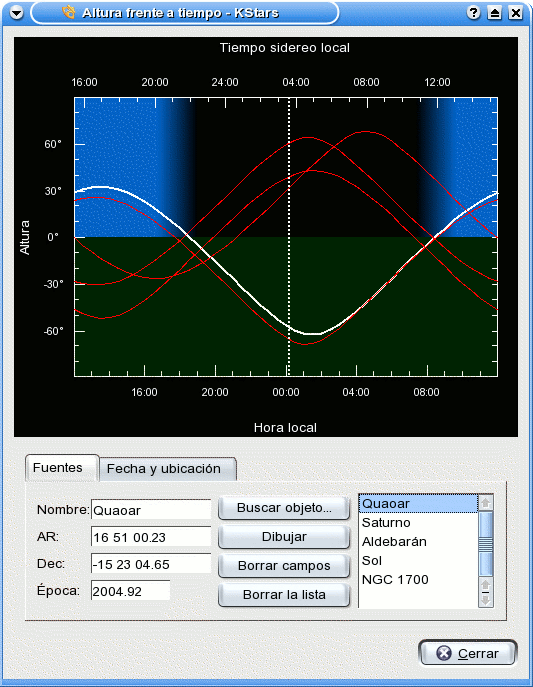 Altura frente a tiempo - KStars
Tiempo sidereo local
16:00 20:00 00:00 04:00 08:00 12:00
60°
30°
0°
-30°
-60°
Altura
16:00 20:00 00:00 04:00 08:00
Hora local
Fuentes Fecha y ubicación
Nombre: Quaoar Buscar objeto...
AR: 16 51 00.23 Dibujar
Dec: -15 23 04.65 Borrar campos
Época: 2004.92 Borrar la lista
Quaoar
Saturno
Aldebarán
Sol
NGC 1700
Cerrar